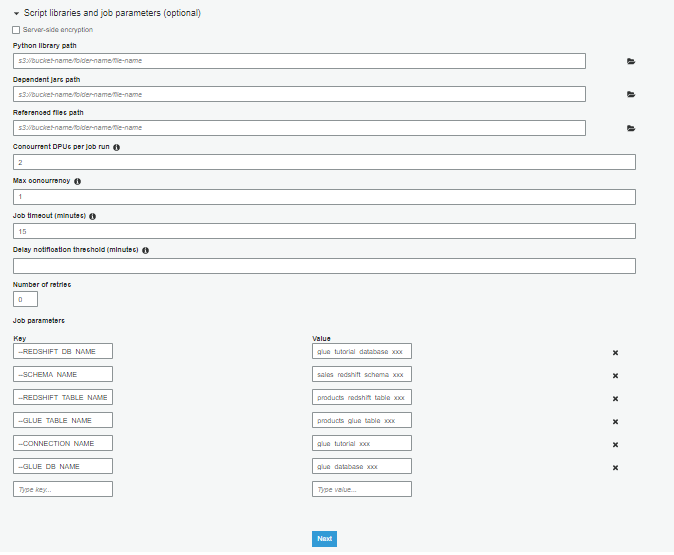 Script libraries and job parameters (optional)
Server-side encryption
Python library path
s3://bucket-name/folder-name/file-name
Dependent jars path
s3://bucket-name/folder-name/file-name
Referenced files path
s3://bucket-name/folder-name/file-name
Concurrent DPUs per job run
2
Max concurrency
1
Job timeout (minutes)
15
Delay notification threshold (minutes)
Number of retries
0
Job parameters
Key Value
--REDSHIFT_DB_NAME glue_tutorial_database_xxx
--SCHEMA_NAME sales_redshift_schema_xxx
--REDSHIFT_TABLE_NAME products_redshift_table_xxx
--GLUE_TABLE_NAME products_glue_table_xxx
--CONNECTION_NAME glue_tutorial_xxx
--GLUE_DB_NAME glue_database_xxx
Type key... Type value...
Next